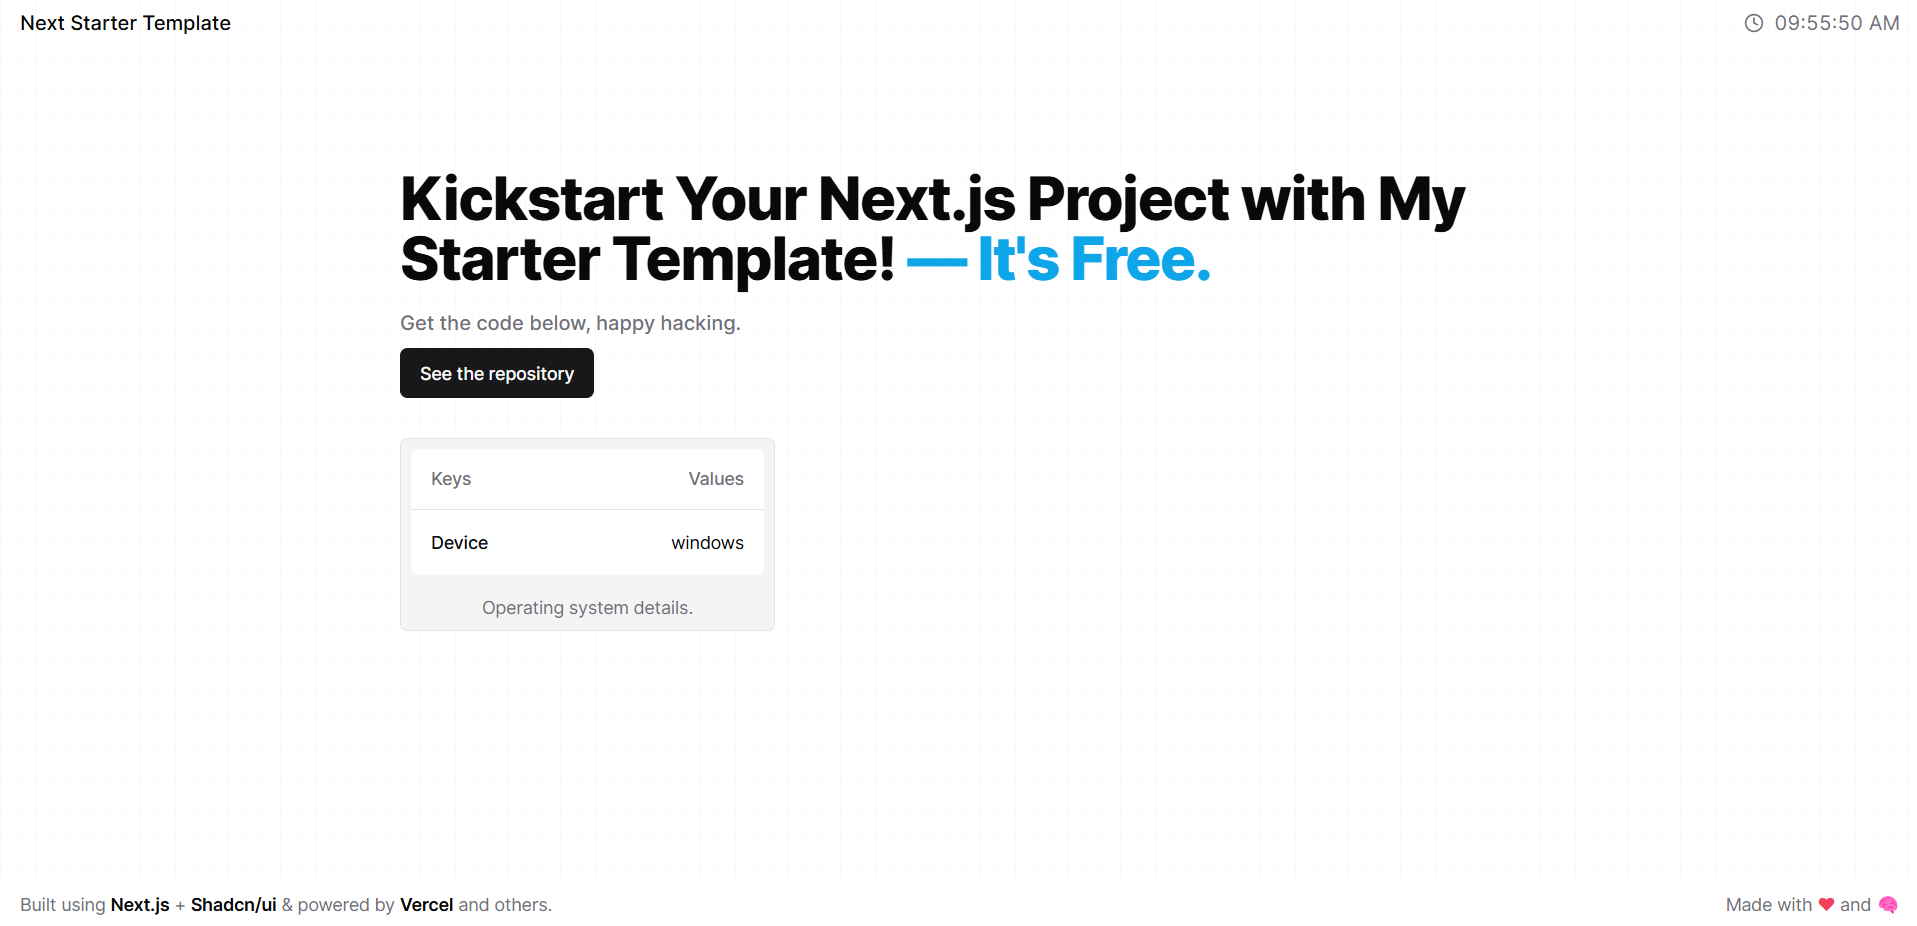 Next Starter Template
09:55:50 AM
Kickstart Your Next.js Project with My
Starter Template! — It's Free.
Get the code below, happy hacking.
See the repository
Keys Values
Device windows
Operating system details.
Built using Next.js + Shadcn/ui & powered by Vercel and others.
Made with ❤️ and 🧠